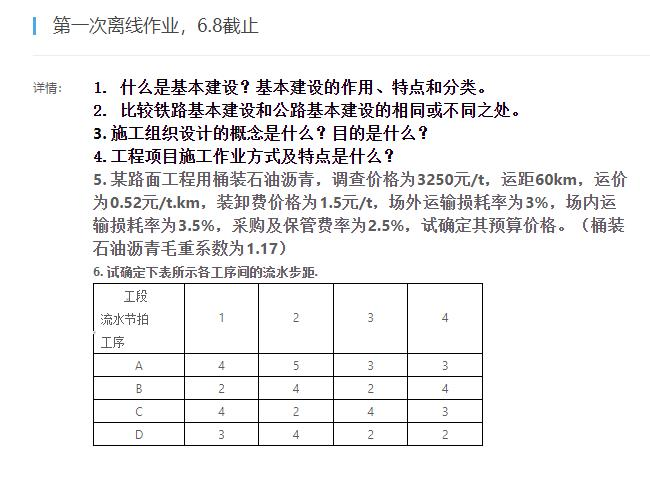 第一次离线作业，6.8截止
详情：
1. 什么是基本建设？基本建设的作用、特点和分类。
2. 比较铁路基本建设和公路基本建设的相同或不同之处。
3. 施工组织设计的概念是什么？目的是什么？
4. 工程项目施工作业方式及特点是什么？
5. 某路面工程用桶装石油沥青，调查价格为3250元/t，运距60km，运价
为0.52元/t.km，装卸费价格为1.5元/t，场外运输损耗率为3%，场内运
输损耗率为3.5%，采购及保管费率为2.5%，试确定其预算价格。（桶装
石油沥青毛重系数为1.17）
6. 试确定下表所示各工序间的流水步距.
工段
流水节拍 1 2 3 4
工序
A 4 5 3 3
B 2 4 2 4
C 4 2 4 3
D 3 4 2 2